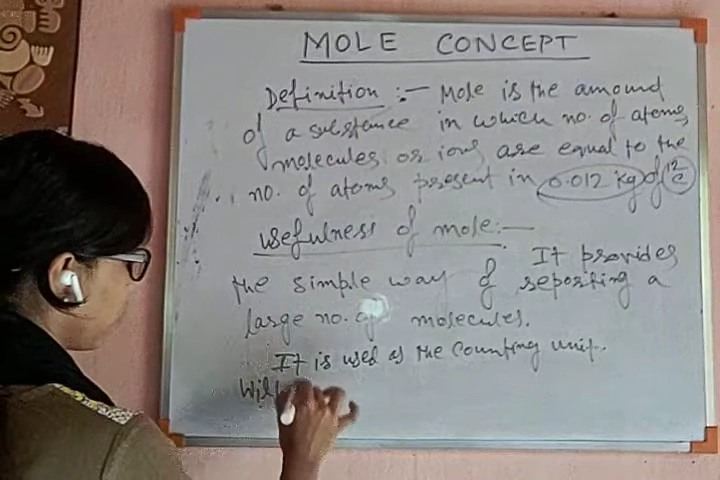 MOLE CONCEPT
Definition :- Mole is the amount
of a substance in which no. of atoms,
molecules or ions are equal to the
no. of atoms present in 0.012 kg of 12C
usefulness of mole:-
It provides
the simple way of reporting a
large no. of molecules.
It is used as the counting unit.